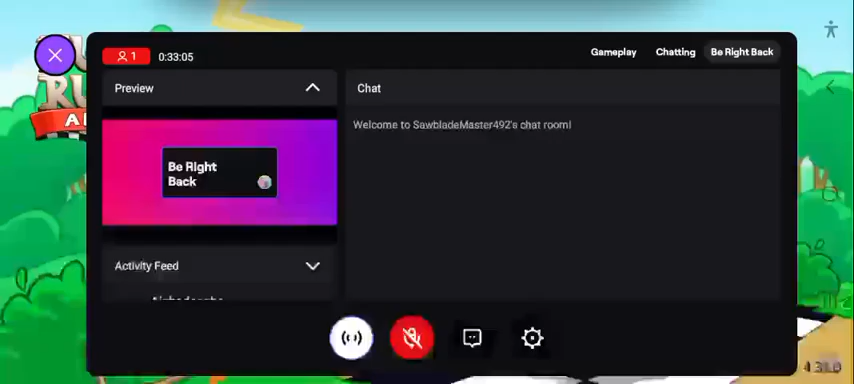 1
0:33:05
Gameplay
Chatting
Be Right Back
Preview
Chat
Welcome to SawbladeMaster492's chat room!
Be Right
Back
Activity Feed